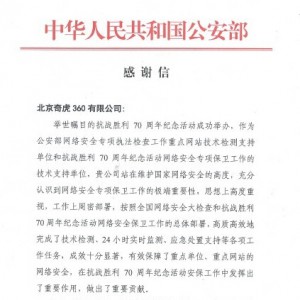 中华人民共和国公安部
感谢信
北京奇虎 360 有限公司：
举世瞩目的抗战胜利 70 周年纪念活动成功举办，作为
公安部网络安全专项执法检查工作重点网站技术检测支持
单位和抗战胜利 70 周年纪念活动网络安全专项保卫工作的
技术支持单位，贵公司站在维护国家网络安全的高度，充分
认识到网络安全专项保卫工作的极端重要性，思想上高度重
视，工作上周密部署，按照全国网络安全大检查和抗战胜利
70 周年纪念活动网络安全保卫工作的总体部署，高质高效地
完成了技术检测、24 小时实时监测、应急处置支持等各项工
作任务，成效十分显著，有效保障了重点单位、重点网站的
网络安全，在抗战胜利 70 周年纪念活动安保工作中发挥出
了重要作用，做出了重要贡献。